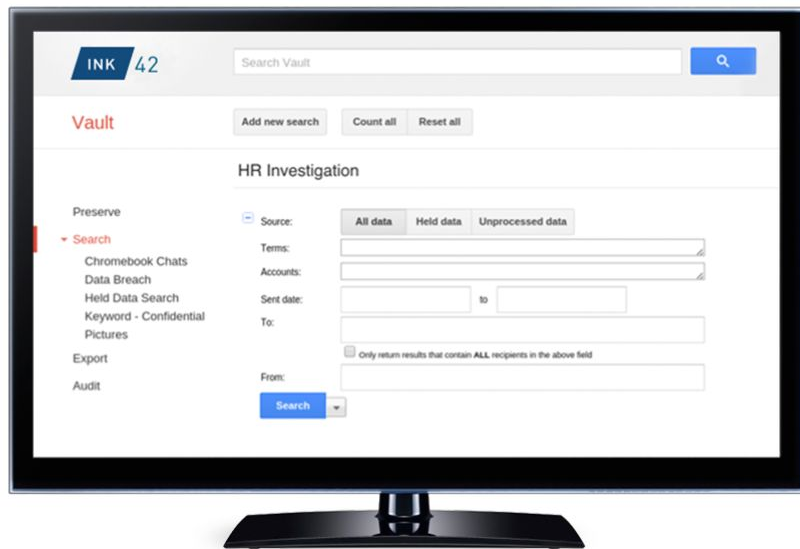 INK 42
Search Vault
Vault
Add new search
Count all
Reset all
HR Investigation
Preserve
Search
Chromebook Chats
Data Breach
Held Data Search
Keyword - Confidential
Pictures
Export
Audit
Source:
All data
Held data
Unprocessed data
Terms:
Accounts:
Sent date:
to
To:
Only return results that contain ALL recipients in the above field
From:
Search